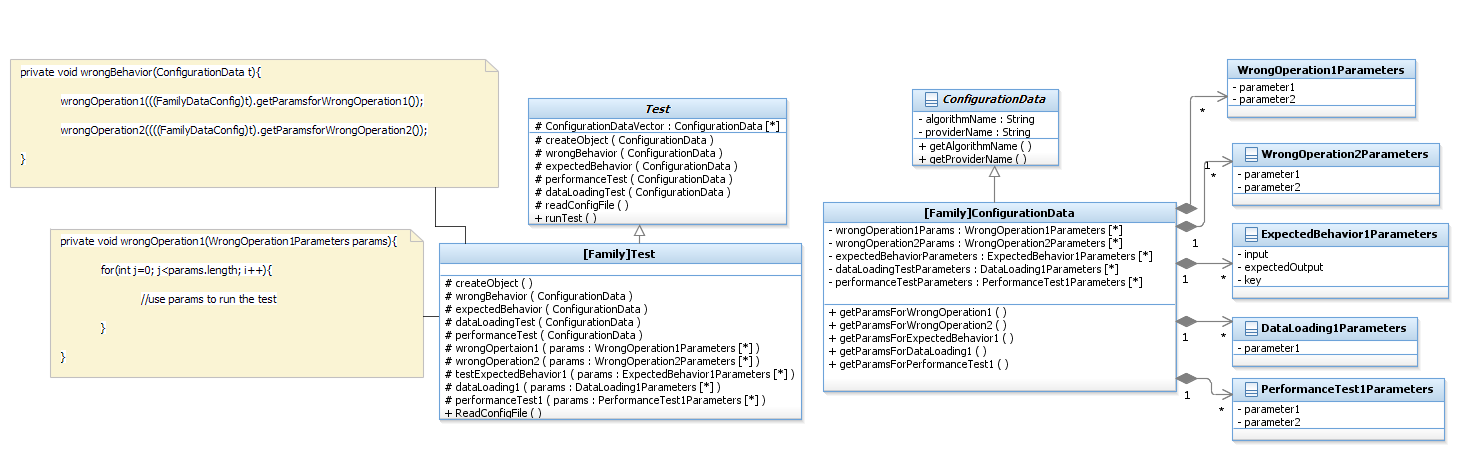 private void wrongBehavior(ConfigurationData t){
wrongOperation1(((FamilyDataConfig)t).getParamsforWrongOperation1());
wrongOperation2((((FamilyDataConfig)t).getParamsforWrongOperation2());
}
private void wrongOperation1(WrongOperation1Parameters params){
for(int j=0; j<params.length; i++){
//use params to run the test
}
}
Test
# ConfigurationDataVector : ConfigurationData [*]
# createObject ( ConfigurationData )
# wrongBehavior ( ConfigurationData )
# expectedBehavior ( ConfigurationData )
# performanceTest ( ConfigurationData )
# dataLoadingTest ( ConfigurationData )
# readConfigFile ( )
+ runTest ( )
[Family]Test
# createObject ( )
# wrongBehavior ( ConfigurationData )
# expectedBehavior ( ConfigurationData )
# dataLoadingTest ( ConfigurationData )
# performanceTest ( ConfigurationData )
# wrongOpertaion1 ( params : WrongOperation1Parameters [*] )
# wrongOperation2 ( params : WrongOperation2Parameters [*] )
# testExpectedBehavior1 ( params : ExpectedBehavior1Parameters [*] )
# dataLoading1 ( params : DataLoading1Parameters [*] )
# performanceTest1 ( params : PerformanceTest1Parameters [*] )
+ ReadConfigFile ( )
ConfigurationData
- algorithmName : String
- providerName : String
+ getAlgorithmName ( )
+ getProviderName ( )
[Family]ConfigurationData
- wrongOperation1Params : WrongOperation1Parameters [*]
- wrongOperation2Params : WrongOperation2Parameters [*]
- expectedBehaviorParameters : ExpectedBehavior1Parameters [*]
- dataLoadingTestParameters : DataLoading1Parameters [*]
- performanceTestParameters : PerformanceTest1Parameters [*]
+ getParamsForWrongOperation1 ( )
+ getParamsForWrongOperation2 ( )
+ getParamsForExpectedBehavior1 ( )
+ getParamsForDataLoading1 ( )
+ getParamsForPerformanceTest1 ( )
WrongOperation1Parameters
- parameter1
- parameter2
*
1
WrongOperation2Parameters
- parameter1
- parameter2
*
1
ExpectedBehavior1Parameters
- input
- expectedOutput
- key
1
*
DataLoading1Parameters
- parameter1
1
*
PerformanceTest1Parameters
- parameter1
- parameter2
1
*